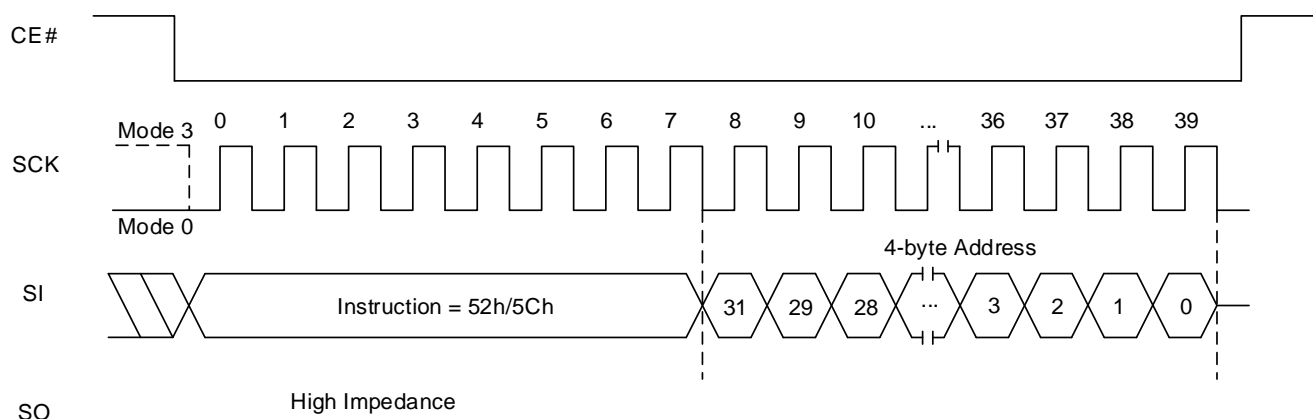 CE#
0 1 2 3 4 5 6 7 8 9 10 ... 36 37 38 39
Mode 3
SCK
Mode 0
4-byte Address
SI Instruction = 52h/5Ch 31 29 28 ... 3 2 1 0
High Impedance
SO